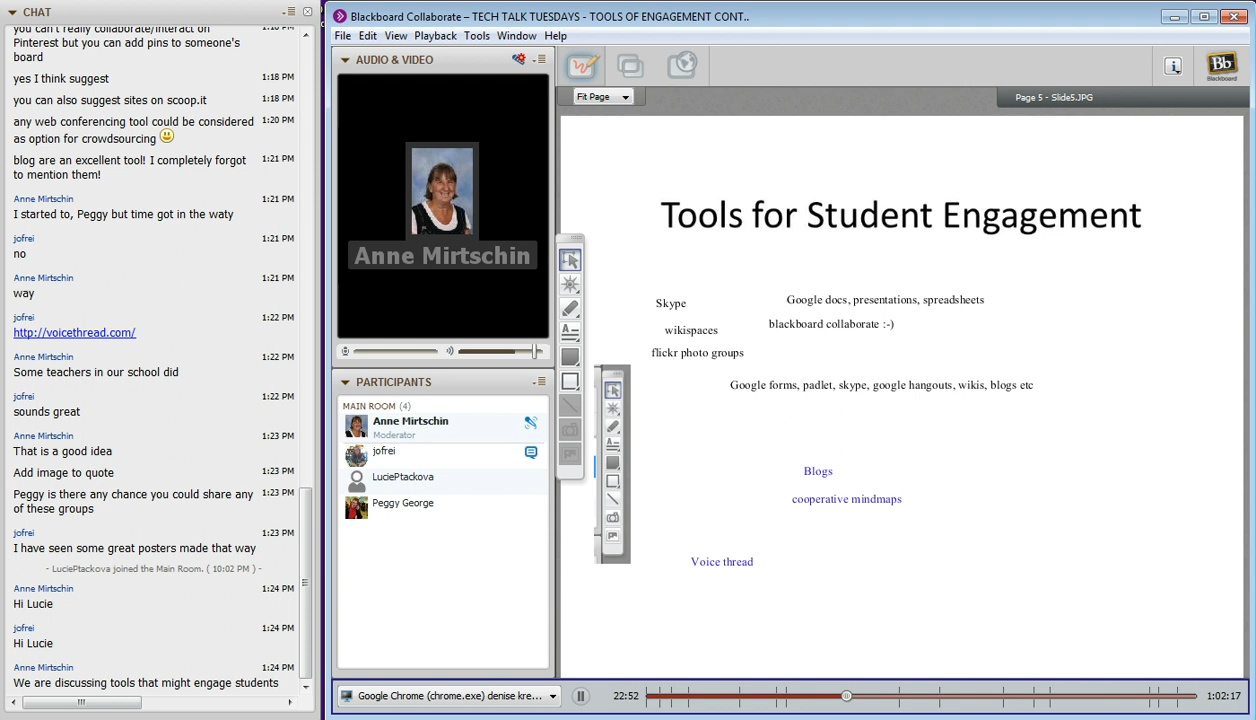 CHAT
you can't really collaborate/interact on 1:18 PM
Pinterest but you can add pins to someone's
board
yes I think suggest 1:18 PM
you can also suggest sites on scoop.it 1:18 PM
any web conferencing tool could be considered 1:20 PM
as option for crowdsourcing
blog are an excellent tool! I completely forgot 1:21 PM
to mention them!
Anne Mirtschin 1:21 PM
I started to, Peggy but time got in the waty
jofrei 1:21 PM
no
Anne Mirtschin 1:21 PM
way
jofrei 1:22 PM
http://voicethread.com/
Anne Mirtschin 1:22 PM
Some teachers in our school did
jofrei 1:22 PM
sounds great
Anne Mirtschin 1:23 PM
That is a good idea
Add image to quote 1:23 PM
Peggy is there any chance you could share any 1:23 PM
of these groups
jofrei 1:23 PM
I have seen some great posters made that way
- LuciePtackova joined the Main Room. ( 10:02 PM ) -
Anne Mirtschin 1:24 PM
Hi Lucie
jofrei 1:24 PM
Hi Lucie
Anne Mirtschin 1:24 PM
We are discussing tools that might engage students
Blackboard Collaborate – TECH TALK TUESDAYS - TOOLS OF ENGAGEMENT CONT..
File Edit View Playback Tools Window Help
AUDIO & VIDEO
Anne Mirtschin
PARTICIPANTS
MAIN ROOM (4)
Anne Mirtschin
Moderator
jofrei
LuciePtackova
Peggy George
Google Chrome (chrome.exe) denise kre...
Bb
Blackboard
Fit Page
Page 5 - Slide5.JPG
Tools for Student Engagement
Skype
Google docs, presentations, spreadsheets
wikispaces
blackboard collaborate :-)
flickr photo groups
Google forms, padlet, skype, google hangouts, wikis, blogs etc
Blogs
cooperative mindmaps
Voice thread
22:52
1:02:17